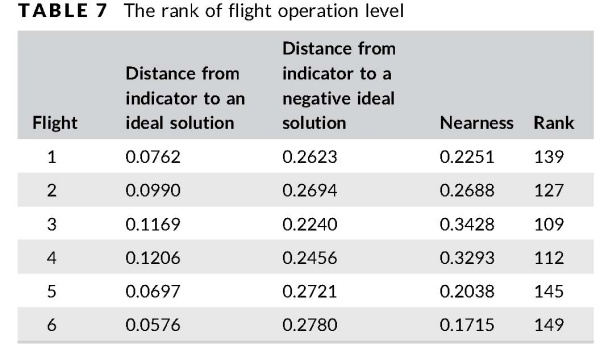 TABLE 7 The rank of flight operation level
Flight Distance from indicator to an ideal solution Distance from indicator to a negative ideal solution Nearness Rank
1 0.0762 0.2623 0.2251 139
2 0.0990 0.2694 0.2688 127
3 0.1169 0.2240 0.3428 109
4 0.1206 0.2456 0.3293 112
5 0.0697 0.2721 0.2038 145
6 0.0576 0.2780 0.1715 149